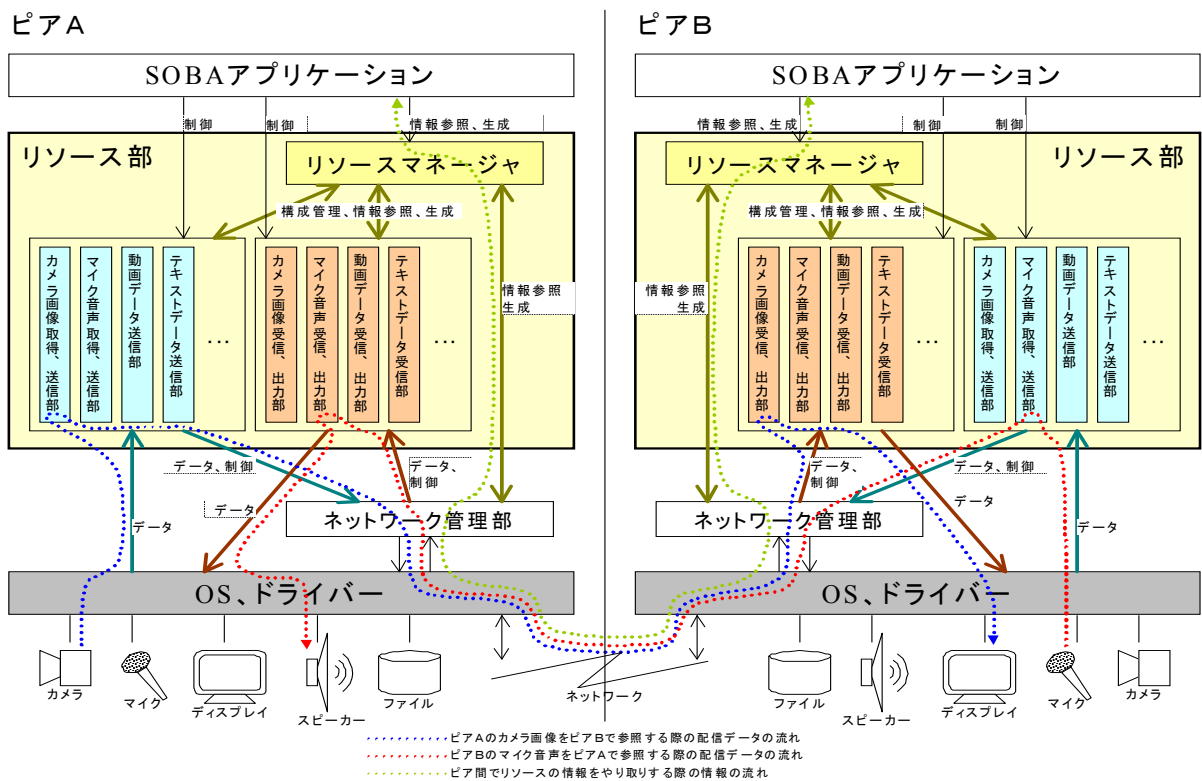 ピアA
SOBAアプリケーション
制御
制御
情報参照、生成
リソース部
リソースマネージャ
構成管理、情報参照、生成
カメラ画像取得、送信部
マイク音声取得、送信部
動画データ送信部
テキストデータ送信部
…
カメラ画像受信、出力部
マイク音声受信、出力部
動画データ受信、出力部
テキストデータ受信部
…
情報参照
生成
データ、制御
データ、
制御
データ
データ
ネットワーク管理部
OS、ドライバー
カメラ
マイク
ディスプレイ
スピーカー
ファイル
ネットワーク
ピアB
SOBAアプリケーション
情報参照、生成
制御
制御
リソースマネージャ
リソース部
構成管理、情報参照、生成
情報参照
生成
カメラ画像受信、出力部
マイク音声受信、出力部
動画データ受信、出力部
テキストデータ受信部
…
カメラ画像取得、送信部
マイク音声取得、送信部
動画データ送信部
テキストデータ送信部
…
データ、
制御
データ、制御
データ
データ
ネットワーク管理部
OS、ドライバー
ファイル
スピーカー
ディスプレイ
マイク
カメラ
ピアAのカメラ画像をピアBで参照する際の配信データの流れ
ピアBのマイク音声をピアAで参照する際の配信データの流れ
ピア間でリソースの情報をやり取りする際の情報の流れ